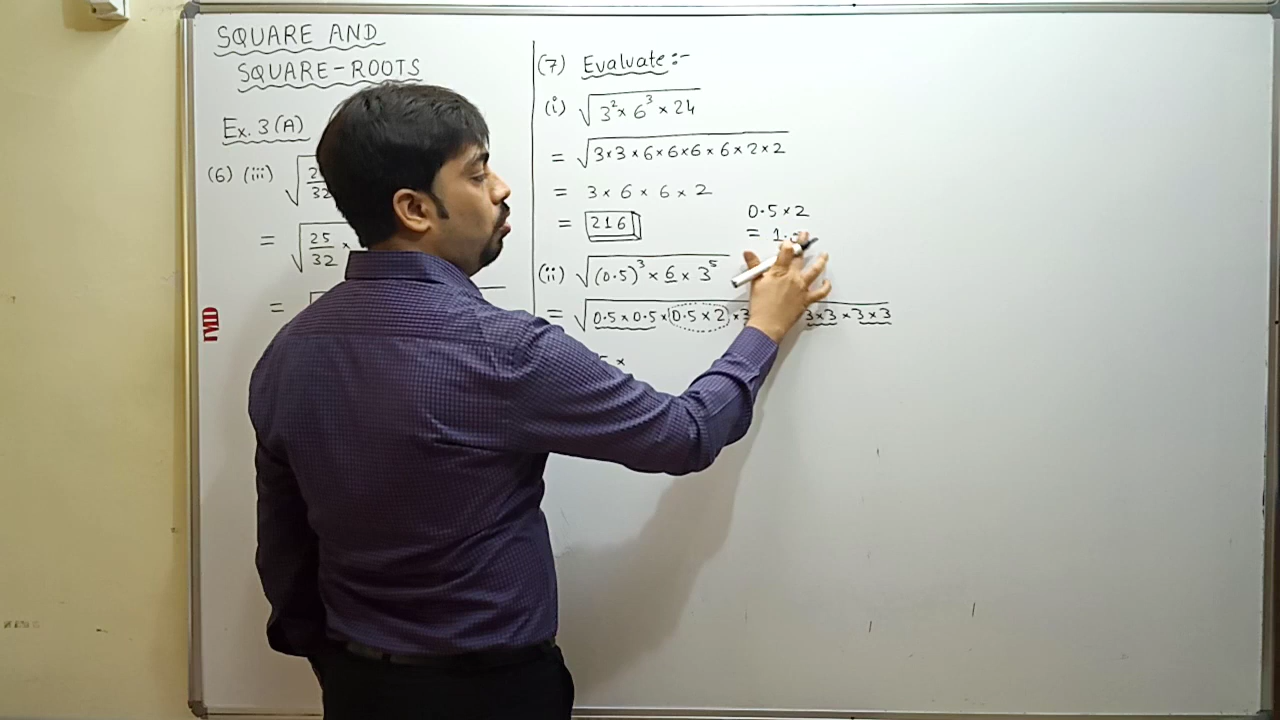 SQUARE AND
SQUARE-ROOTS
Ex. 3(A)
(6) (iii) √
32
= √25/32 ×
=
TMD
(7) Evaluate :-
(i) √3² × 6³ × 24
= √3×3×6×6×6×6×2×2
= 3 × 6 × 6 × 2
= 216
(ii) √(0.5)³ × 6 × 3⁵
= √0.5×0.5×0.5×2×3 3×3×3×3
×
0.5×2
= 1.